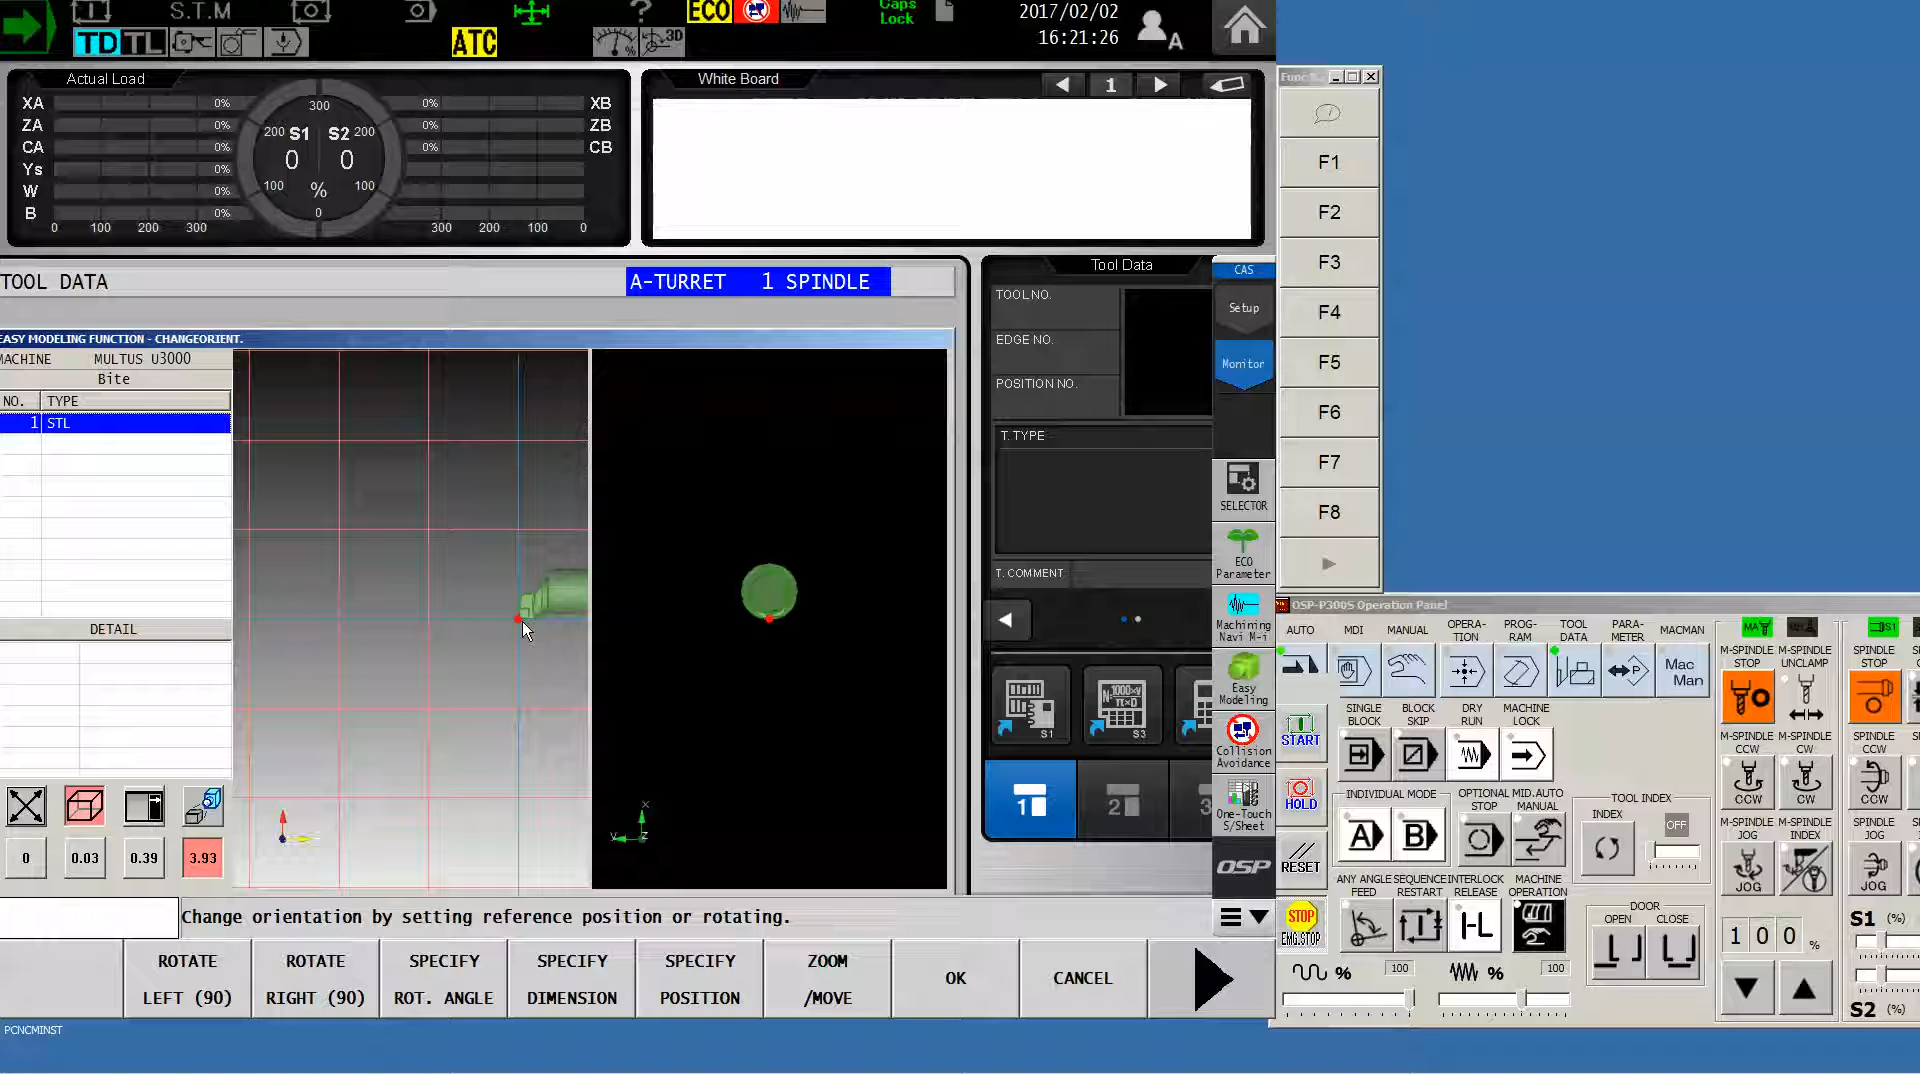 S.T.M
TD TL
ATC
?
3D
ECO
Caps
Lock
2017/02/02
16:21:26
A
Actual Load
XA 0%
ZA 0%
CA 0%
Ys 0%
W 0%
B 0%
0 100 200 300
300
200 S1 S2 200
0 0
100 % 100
0
0% XB
0% ZB
0% CB
300 200 100 0
White Board
1
TOOL DATA
A-TURRET 1 SPINDLE
EASY MODELING FUNCTION - CHANGEORIENT.
MACHINE MULTUS U3000
Bite
NO. TYPE
1 STL
DETAIL
0 0.03 0.39 3.93
X
Y Z
Tool Data
TOOL NO.
EDGE NO.
POSITION NO.
T. TYPE
T. COMMENT
S1
N: 1000×V
π×D
S3
1 2 3
CAS
Setup
Monitor
SELECTOR
ECO
Parameter
Machining
Navi M-i
Easy
Modeling
Collision
Avoidance
One-Touch
S/Sheet
OSP
Change orientation by setting reference position or rotating.
ROTATE
LEFT (90)
ROTATE
RIGHT (90)
SPECIFY
ROT. ANGLE
SPECIFY
DIMENSION
SPECIFY
POSITION
ZOOM
/MOVE
OK
CANCEL
PCNCMINST
F1
F2
F3
F4
F5
F6
F7
F8
OSP-P300S Operation Panel
AUTO
MDI
MANUAL
OPERA-
TION
PROG-
RAM
TOOL
DATA
PARA-
METER
MACMAN
P
Mac
Man
SINGLE
BLOCK
BLOCK
SKIP
DRY
RUN
MACHINE
LOCK
START
HOLD
RESET
STOP
EMG.STOP
INDIVIDUAL MODE
A
B
OPTIONAL
STOP
MID.AUTO
MANUAL
TOOL INDEX
INDEX
OFF
ANY ANGLE
FEED
SEQUENCE
RESTART
INTERLOCK
RELEASE
MACHINE
OPERATION
DOOR
OPEN CLOSE
% 100
% 100
MA
S1
M-SPINDLE
STOP
M-SPINDLE
UNCLAMP
SPINDLE
STOP
M-SPINDLE
CCW
M-SPINDLE
CW
SPINDLE
CCW
CCW
CW
CCW
M-SPINDLE
JOG
M-SPINDLE
INDEX
SPINDLE
JOG
JOG
JOG
100 %
S1 (%)
S2 (%)